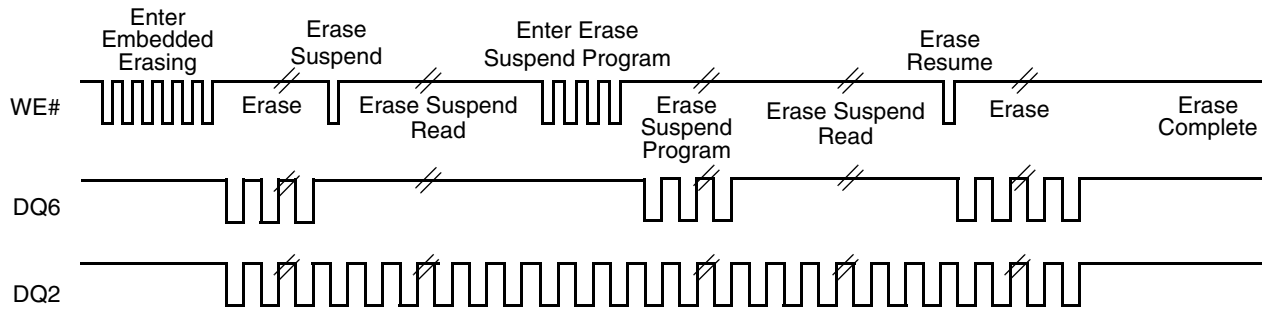 Enter
Embedded
Erasing
Erase
Suspend
Enter Erase
Suspend Program
Erase
Resume
WE#
Erase
Erase Suspend
Read
Erase
Suspend
Program
Erase Suspend
Read
Erase
Erase
Complete
DQ6
DQ2